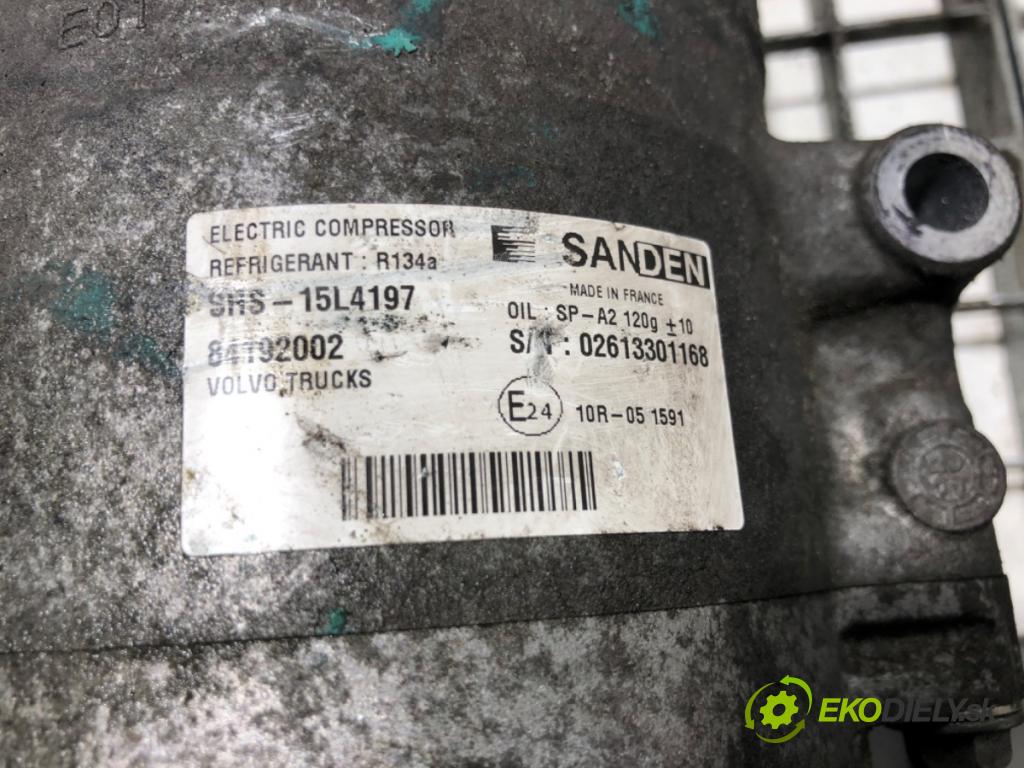 E01
ELECTRIC COMPRESSOR
REFRIGERANT : R134a
SHS-15L4197
84192002
VOLVO TRUCKS
SANDEN
MADE IN FRANCE
OIL : SP-A2 120g ±10
: 02613301168
E24
10R-05 1591
EKODIELY.sk